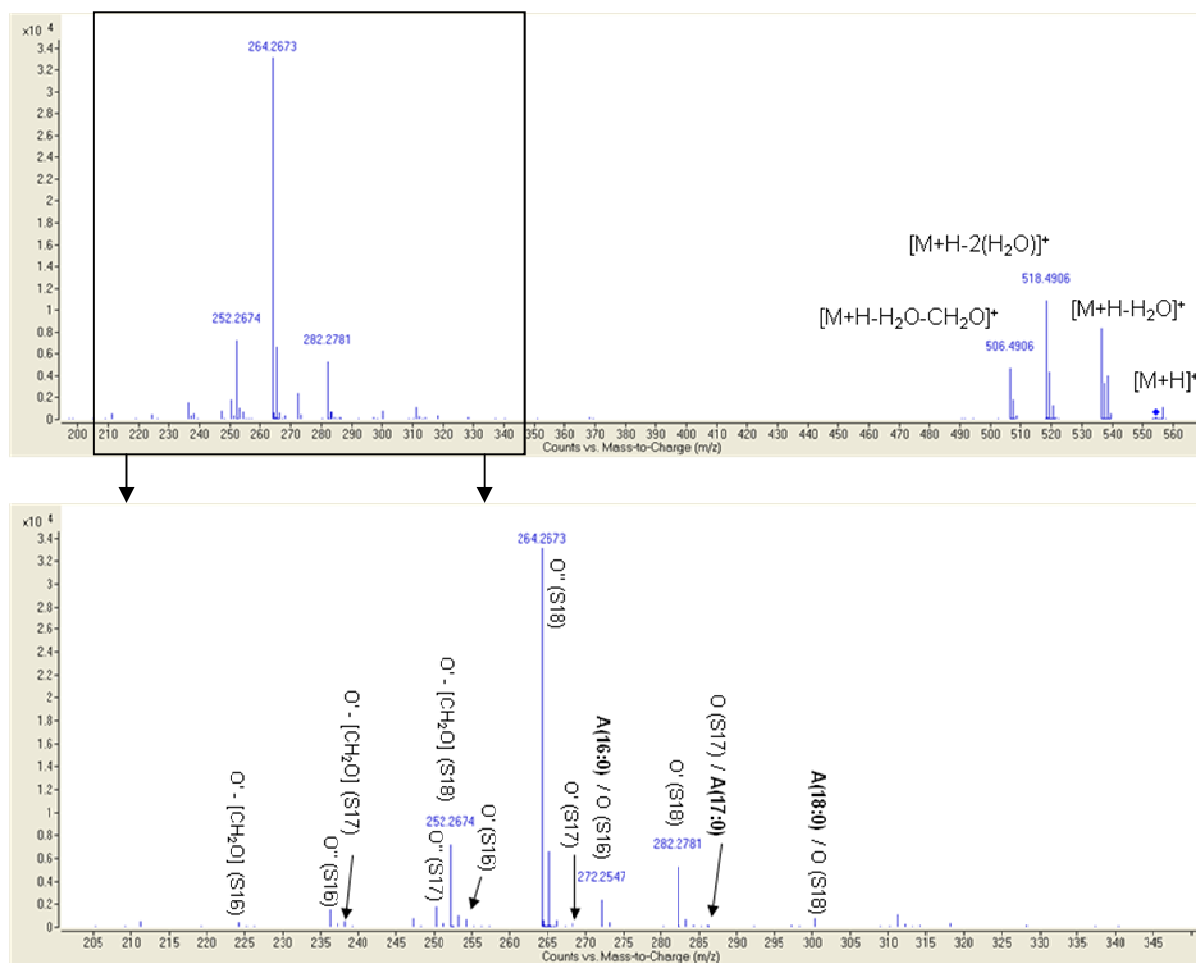 x10 4
3.4
3.2
3
2.8
2.6
2.4
2.2
2
1.8
1.6
1.4
1.2
1
0.8
0.6
0.4
0.2
0
264.2673
252.2674
282.2781
[M+H-2(H₂O)]⁺
518.4906
[M+H-H₂O-CH₂O]⁺
506.4906
[M+H-H₂O]⁺
[M+H]⁺
200 210 220 230 240 250 260 270 280 290 300 310 320 330 340 350 360 370 380 390 400 410 420 430 440 450 460 470 480 490 500 510 520 530 540 550 560
Counts vs. Mass-to-Charge (m/z)
x10 4
3.4
3.2
3
2.8
2.6
2.4
2.2
2
1.8
1.6
1.4
1.2
1
0.8
0.6
0.4
0.2
0
O' - [CH₂O] (S16)
O'' (S16)
O' - [CH₂O] (S17)
O'' (S17)
O' - [CH₂O] (S18)
252.2674
O' (S16)
264.2673
O'' (S18)
O' (S17)
A(16:0) / O (S16)
272.2547
O' (S18)
282.2781
O (S17) / A(17:0)
A(18:0) / O (S18)
205 210 215 220 225 230 235 240 245 250 255 260 265 270 275 280 285 290 295 300 305 310 315 320 325 330 335 340 345
Counts vs. Mass-to-Charge (m/z)